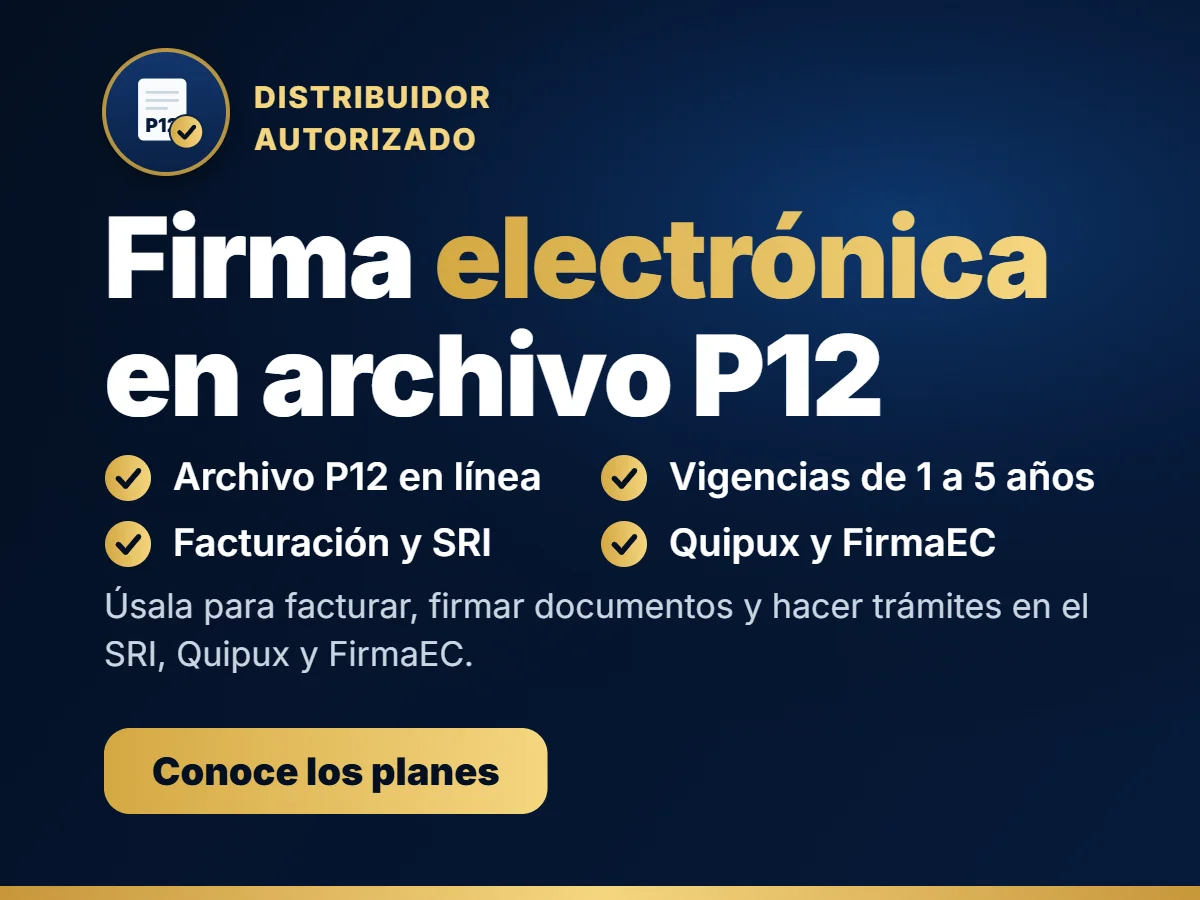 P12
DISTRIBUIDOR
AUTORIZADO
Firma electrónica
en archivo P12
Archivo P12 en línea
Vigencias de 1 a 5 años
Facturación y SRI
Quipux y FirmaEC
Úsala para facturar, firmar documentos y hacer trámites en el
SRI, Quipux y FirmaEC.
Conoce los planes